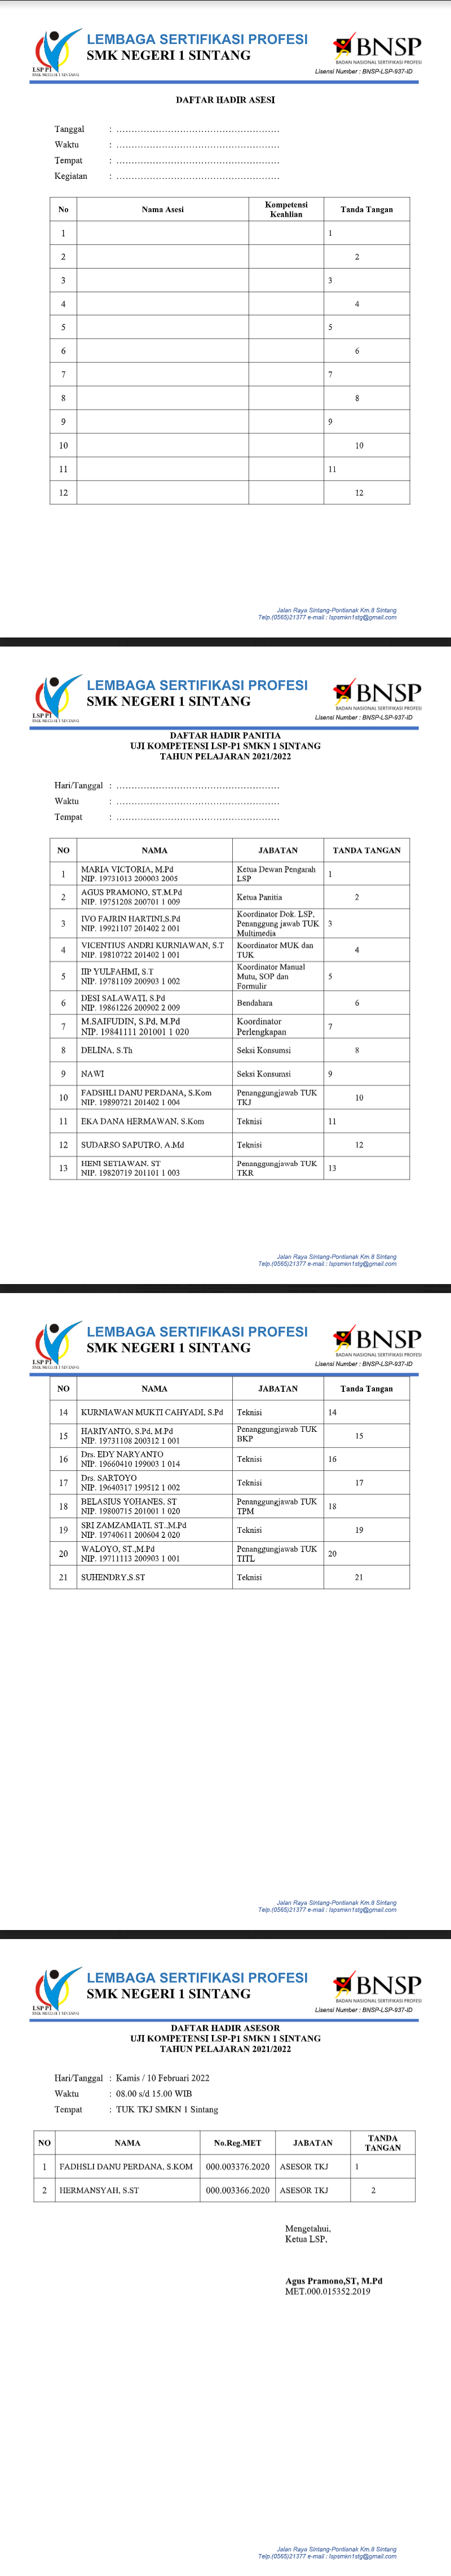 LEMBAGA SERTIFIKASI PROFESI
SMK NEGERI 1 SINTANG
LSP P1
SMK NEGERI 1 SINTANG
BNSP
BADAN NASIONAL SERTIFIKASI PROFESI
Lisensi Number : BNSP-LSP-937-ID
DAFTAR HADIR ASESI
Tanggal : ......................................................
Waktu : ......................................................
Tempat : ......................................................
Kegiatan : ......................................................
No Nama Asesi Kompetensi Keahlian Tanda Tangan
1 1
2 2
3 3
4 4
5 5
6 6
7 7
8 8
9 9
10 10
11 11
12 12
Jalan Raya Sintang-Pontianak Km.8 Sintang
Telp.(0565)21377 e-mail : lspsmkn1stg@gmail.com
LEMBAGA SERTIFIKASI PROFESI
SMK NEGERI 1 SINTANG
LSP P1
SMK NEGERI 1 SINTANG
BNSP
BADAN NASIONAL SERTIFIKASI PROFESI
Lisensi Number : BNSP-LSP-937-ID
DAFTAR HADIR PANITIA
UJI KOMPETENSI LSP-P1 SMKN 1 SINTANG
TAHUN PELAJARAN 2021/2022
Hari/Tanggal : ......................................................
Waktu : ......................................................
Tempat : ......................................................
NO NAMA JABATAN TANDA TANGAN
1 MARIA VICTORIA, M.Pd Ketua Dewan Pengarah 1
NIP. 19731013 200003 2005 LSP
2 AGUS PRAMONO, ST.M.Pd Ketua Panitia 2
NIP. 19751208 200701 1 009
3 IVO FAJRIN HARTINI,S.Pd Koordinator Dok. LSP, 3
NIP. 19921107 201402 2 001 Penanggung jawab TUK
Multimedia
4 VICENTIUS ANDRI KURNIAWAN, S.T Koordinator MUK dan 4
NIP. 19810722 201402 1 001 TUK
5 IIP YULFAHMI, S.T Koordinator Manual 5
NIP. 19781109 200903 1 002 Mutu, SOP dan
Formulir
6 DESI SALAWATI, S.Pd Bendahara 6
NIP. 19861226 200902 2 009
7 M.SAIFUDIN, S.Pd, M.Pd Koordinator 7
NIP. 19841111 201001 1 020 Perlengkapan
8 DELINA, S.Th Seksi Konsumsi 8
9 NAWI Seksi Konsumsi 9
10 FADSHLI DANU PERDANA, S.Kom Penanggungjawab TUK 10
NIP. 19890721 201402 1 004 TKJ
11 EKA DANA HERMAWAN, S.Kom Teknisi 11
12 SUDARSO SAPUTRO, A.Md Teknisi 12
13 HENI SETIAWAN, ST Penanggungjawab TUK 13
NIP. 19820719 201101 1 003 TKR
Jalan Raya Sintang-Pontianak Km.8 Sintang
Telp.(0565)21377 e-mail : lspsmkn1stg@gmail.com
LEMBAGA SERTIFIKASI PROFESI
SMK NEGERI 1 SINTANG
LSP P1
SMK NEGERI 1 SINTANG
BNSP
BADAN NASIONAL SERTIFIKASI PROFESI
Lisensi Number : BNSP-LSP-937-ID
NO NAMA JABATAN Tanda Tangan
14 KURNIAWAN MUKTI CAHYADI, S.Pd Teknisi 14
15 HARIYANTO, S.Pd, M.Pd Penanggungjawab TUK 15
NIP. 19731108 200312 1 001 BKP
16 Drs. EDY NARYANTO Teknisi 16
NIP. 19660410 199003 1 014
17 Drs. SARTOYO Teknisi 17
NIP. 19640317 199512 1 002
18 BELASIUS YOHANES, ST Penanggungjawab TUK 18
NIP. 19800715 201001 1 020 TPM
19 SRI ZAMZAMIATI, ST.,M.Pd Teknisi 19
NIP. 19740611 200604 2 020
20 WALOYO, ST.,M.Pd Penanggungjawab TUK 20
NIP. 19711113 200903 1 001 TITL
21 SUHENDRY,S.ST Teknisi 21
Jalan Raya Sintang-Pontianak Km.8 Sintang
Telp.(0565)21377 e-mail : lspsmkn1stg@gmail.com
LEMBAGA SERTIFIKASI PROFESI
SMK NEGERI 1 SINTANG
LSP P1
SMK NEGERI 1 SINTANG
BNSP
BADAN NASIONAL SERTIFIKASI PROFESI
Lisensi Number : BNSP-LSP-937-ID
DAFTAR HADIR ASESOR
UJI KOMPETENSI LSP-P1 SMKN 1 SINTANG
TAHUN PELAJARAN 2021/2022
Hari/Tanggal : Kamis / 10 Februari 2022
Waktu : 08.00 s/d 15.00 WIB
Tempat : TUK TKJ SMKN 1 Sintang
NO NAMA No.Reg.MET JABATAN TANDA TANGAN
1 FADHSLI DANU PERDANA, S.KOM 000.003376.2020 ASESOR TKJ 1
2 HERMANSYAH, S.ST 000.003366.2020 ASESOR TKJ 2
Mengetahui,
Ketua LSP,
Agus Pramono,ST, M.Pd
MET.000.015352.2019
Jalan Raya Sintang-Pontianak Km.8 Sintang
Telp.(0565)21377 e-mail : lspsmkn1stg@gmail.com